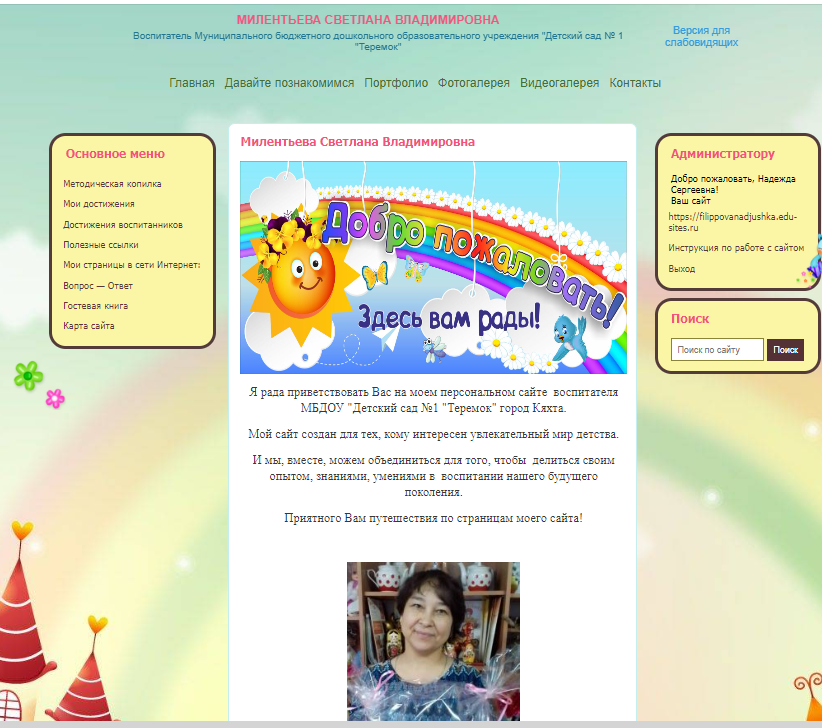 МИЛЕНТЬЕВА СВЕТЛАНА ВЛАДИМИРОВНА
Воспитатель Муниципального бюджетного дошкольного образовательного учреждения "Детский сад № 1
"Теремок"
Версия для
слабовидящих
Главная Давайте познакомимся Портфолио Фотогалерея Видеогалерея Контакты
Основное меню
Методическая копилка
Мои достижения
Достижения воспитанников
Полезные ссылки
Мои страницы в сети Интернет:
Вопрос — Ответ
Гостевая книга
Карта сайта
Милентьева Светлана Владимировна
Добро пожаловать!
Здесь вам рады!
Я рада приветствовать Вас на моем персональном сайте воспитателя
МБДОУ "Детский сад №1 "Теремок" город Кяхта.
Мой сайт создан для тех, кому интересен увлекательный мир детства.
И мы, вместе, можем объединиться для того, чтобы делиться своим
опытом, знаниями, умениями в воспитании нашего будущего
поколения.
Приятного Вам путешествия по страницам моего сайта!
Администратору
Добро пожаловать, Надежда
Сергеевна!
Ваш сайт
https://filippovanadjushka.edu-
sites.ru
Инструкция по работе с сайтом
Выход
Поиск
Поиск по сайту
Поиск